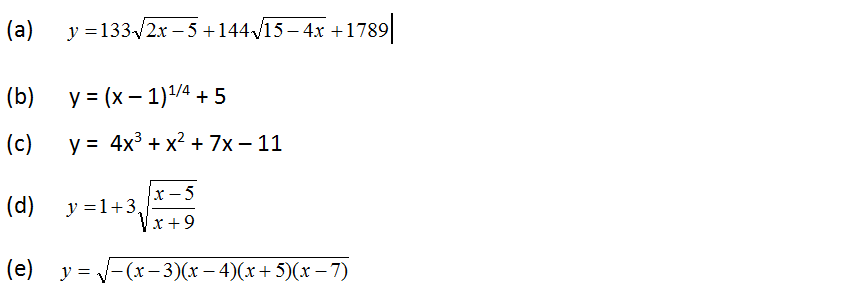 (a) y = 133√(2x – 5) + 144√(15 – 4x) + 1789
(b) y = (x – 1)^1/4 + 5
(c) y = 4x³ + x² + 7x – 11
(d) y = 1 + 3√((x – 5)/(x + 9))
(e) y = √(–(x – 3)(x – 4)(x + 5)(x – 7))